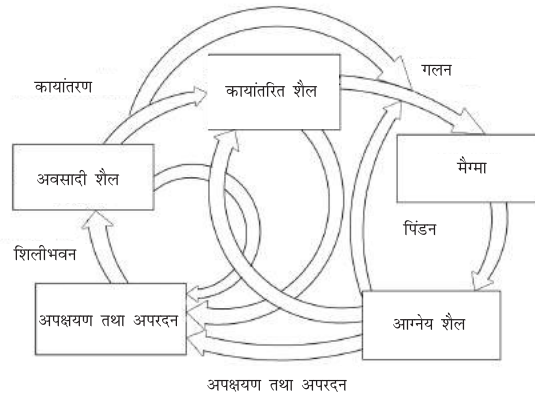 कायांतरण
गलन
कायांतरित शैल
मैग्मा
अवसादी शैल
शिलीभवन
पिंडन
अपक्षयण तथा अपरदन
आग्नेय शैल
अपक्षयण तथा अपरदन